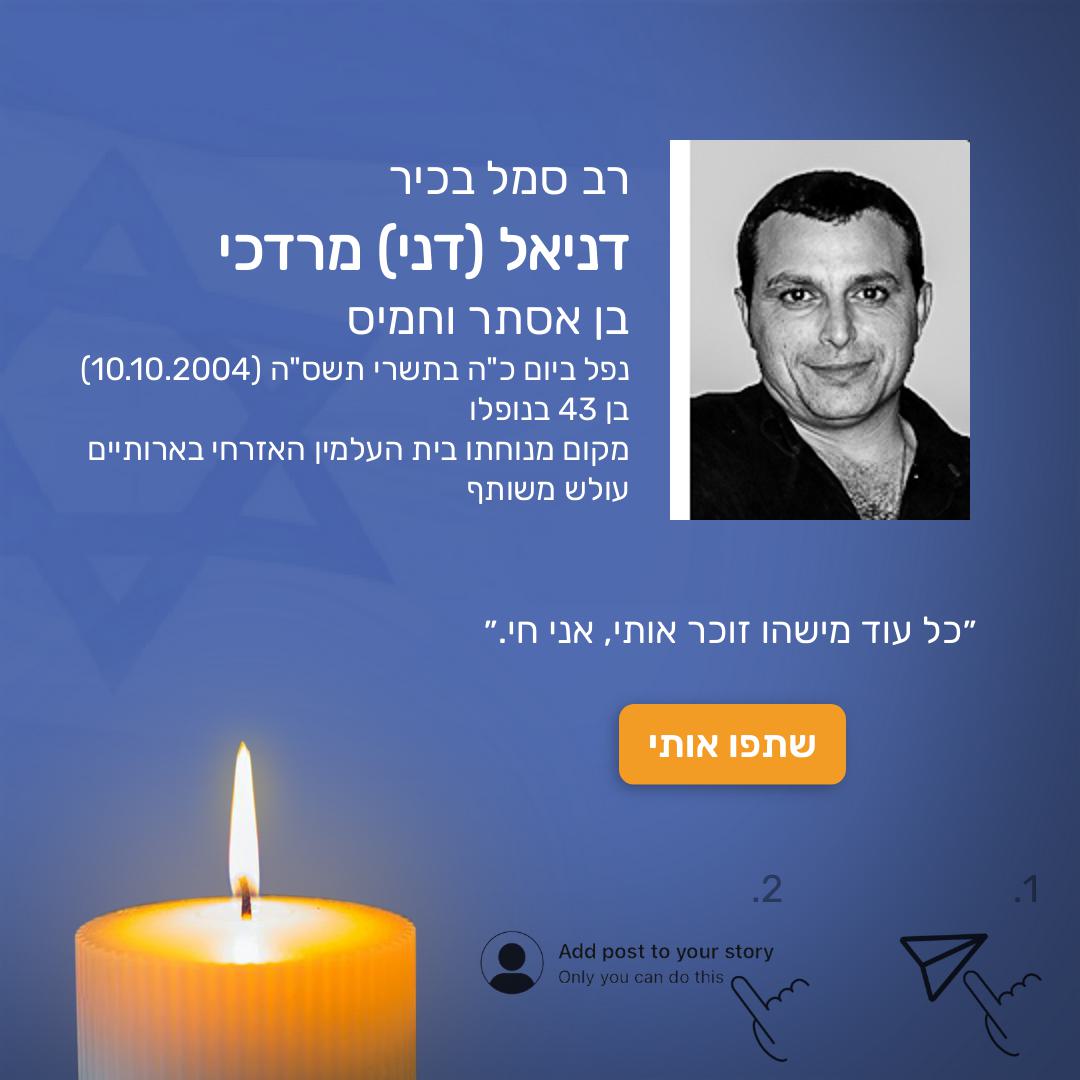 רב סמל בכיר
דניאל (דני) מרדכי
בן אסתר וחמיס
נפל ביום כ"ה בתשרי תשס"ה (10.10.2004)
בן 43 בנופלו
מקום מנוחתו בית העלמין האזרחי בארותיים
עולש משותף
״כל עוד מישהו זוכר אותי, אני חי.״
שתפו אותי
1.
2.
Add post to your story
Only you can do this